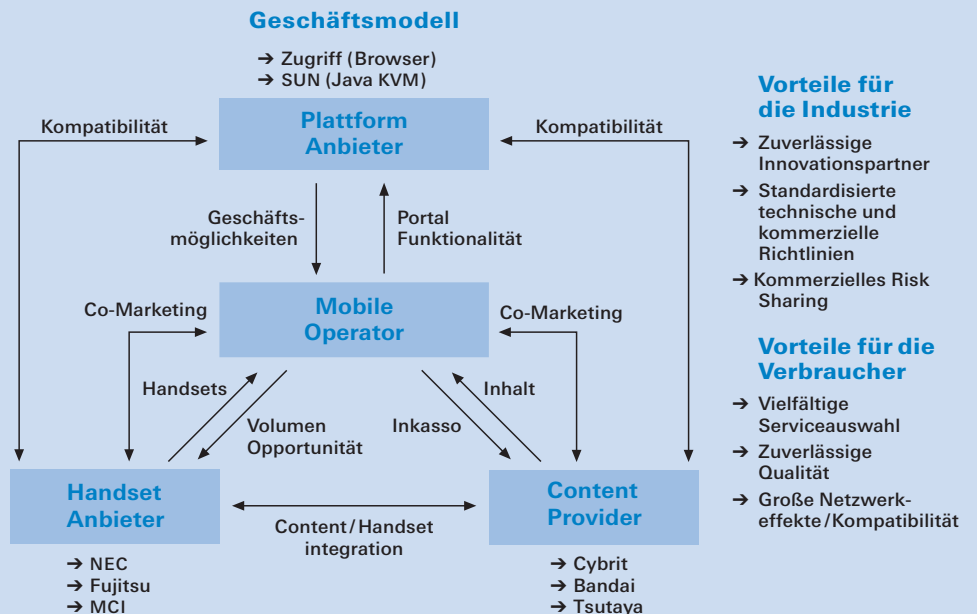 Geschäftsmodell
➔ Zugriff (Browser)
➔ SUN (Java KVM)
Kompatibilität
Plattform
Anbieter
Kompatibilität
Geschäfts-
möglichkeiten
Portal
Funktionalität
Co-Marketing
Mobile
Operator
Co-Marketing
Handsets
Volumen
Opportunität
Inkasso
Inhalt
Handset
Anbieter
Content/Handset
integration
Content
Provider
➔ NEC
➔ Fujitsu
➔ MCI
➔ Cybrit
➔ Bandai
➔ Tsutaya
Vorteile für
die Industrie
➔ Zuverlässige
Innovationspartner
➔ Standardisierte
technische und
kommerzielle
Richtlinien
➔ Kommerzielles Risk
Sharing
Vorteile für die
Verbraucher
➔ Vielfältige
Serviceauswahl
➔ Zuverlässige
Qualität
➔ Große Netzwerk-
effekte/Kompatibilität